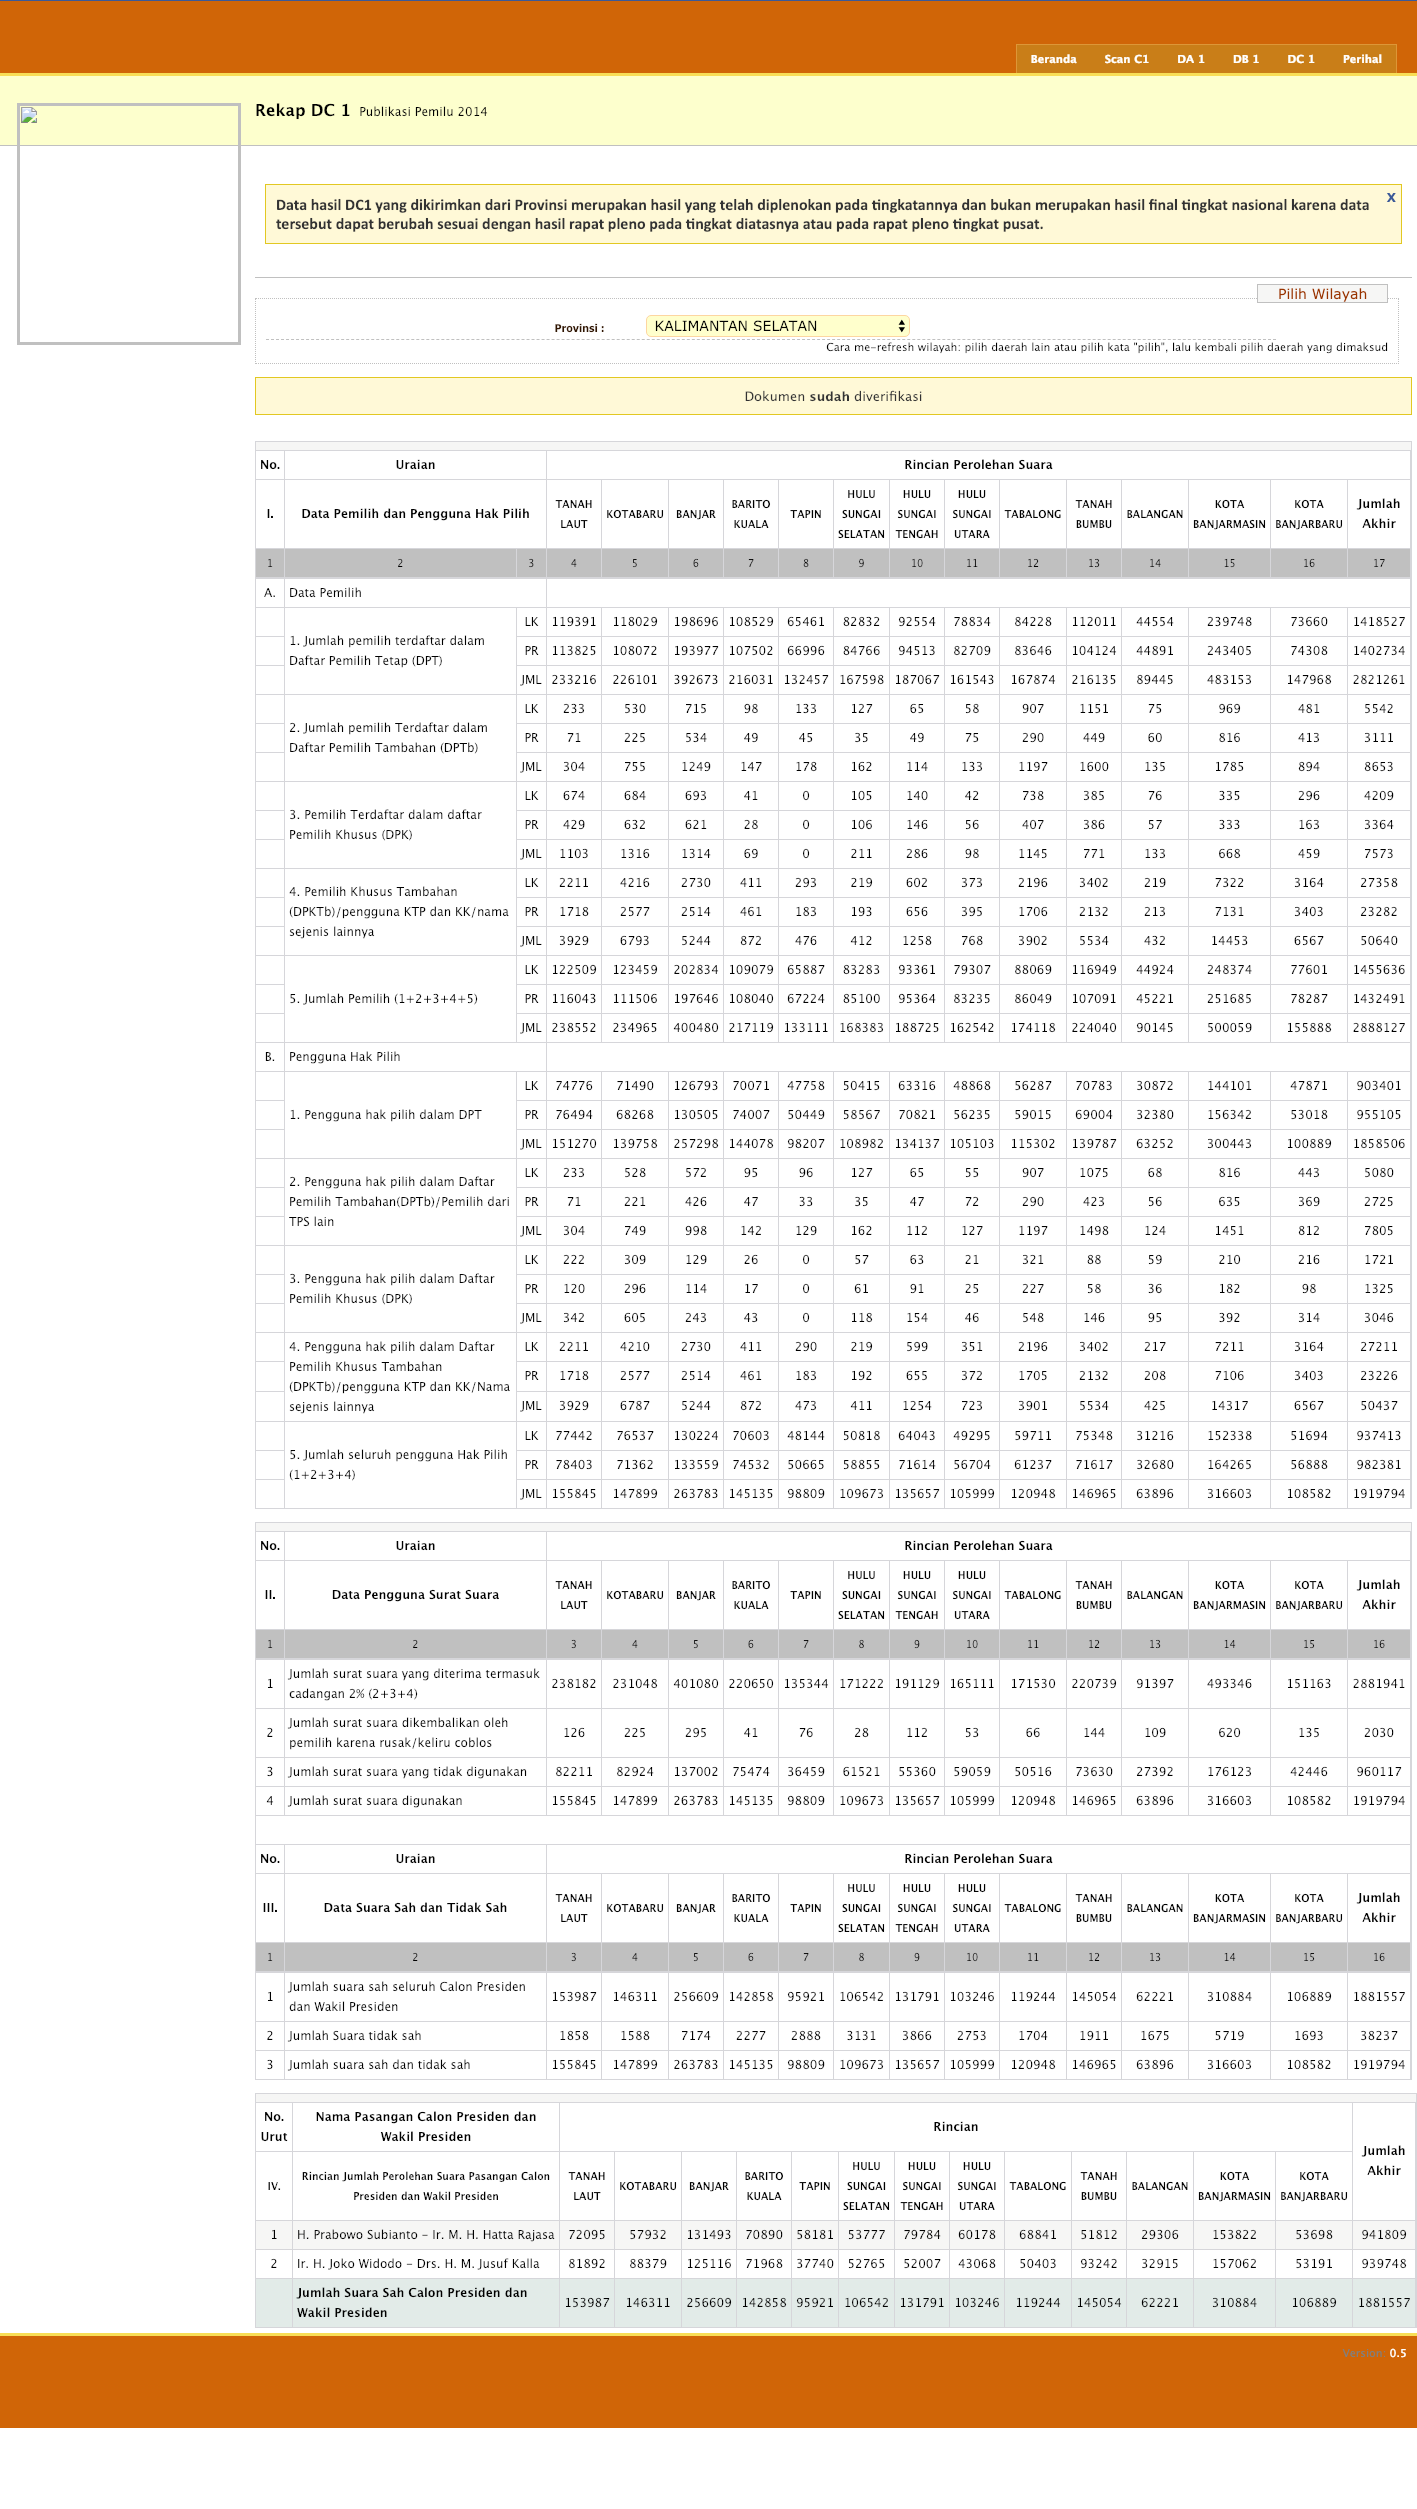 Beranda Scan C1 DA 1 DB 1 DC 1 Perihal
Rekap DC 1 Publikasi Pemilu 2014
x
Data hasil DC1 yang dikirimkan dari Provinsi merupakan hasil yang telah diplenokan pada tingkatannya dan bukan merupakan hasil final tingkat nasional karena data
tersebut dapat berubah sesuai dengan hasil rapat pleno pada tingkat diatasnya atau pada rapat pleno tingkat pusat.
Pilih Wilayah
Provinsi : KALIMANTAN SELATAN
Cara me-refresh wilayah: pilih daerah lain atau pilih kata "pilih", lalu kembali pilih daerah yang dimaksud
Dokumen sudah diverifikasi
No. Uraian Rincian Perolehan Suara
I. Data Pemilih dan Pengguna Hak Pilih TANAH LAUT KOTABARU BANJAR BARITO KUALA TAPIN HULU SUNGAI SELATAN HULU SUNGAI TENGAH HULU SUNGAI UTARA TABALONG TANAH BUMBU BALANGAN KOTA BANJARMASIN KOTA BANJARBARU Jumlah Akhir
1 2 3 4 5 6 7 8 9 10 11 12 13 14 15 16 17
A. Data Pemilih
1. Jumlah pemilih terdaftar dalam Daftar Pemilih Tetap (DPT)
LK 119391 118029 198696 108529 65461 82832 92554 78834 84228 112011 44554 239748 73660 1418527
PR 113825 108072 193977 107502 66996 84766 94513 82709 83646 104124 44891 243405 74308 1402734
JML 233216 226101 392673 216031 132457 167598 187067 161543 167874 216135 89445 483153 147968 2821261
2. Jumlah pemilih Terdaftar dalam Daftar Pemilih Tambahan (DPTb)
LK 233 530 715 98 133 127 65 58 907 1151 75 969 481 5542
PR 71 225 534 49 45 35 49 75 290 449 60 816 413 3111
JML 304 755 1249 147 178 162 114 133 1197 1600 135 1785 894 8653
3. Pemilih Terdaftar dalam daftar Pemilih Khusus (DPK)
LK 674 684 693 41 0 105 140 42 738 385 76 335 296 4209
PR 429 632 621 28 0 106 146 56 407 386 57 333 163 3364
JML 1103 1316 1314 69 0 211 286 98 1145 771 133 668 459 7573
4. Pemilih Khusus Tambahan (DPKTb)/pengguna KTP dan KK/nama sejenis lainnya
LK 2211 4216 2730 411 293 219 602 373 2196 3402 219 7322 3164 27358
PR 1718 2577 2514 461 183 193 656 395 1706 2132 213 7131 3403 23282
JML 3929 6793 5244 872 476 412 1258 768 3902 5534 432 14453 6567 50640
5. Jumlah Pemilih (1+2+3+4+5)
LK 122509 123459 202834 109079 65887 83283 93361 79307 88069 116949 44924 248374 77601 1455636
PR 116043 111506 197646 108040 67224 85100 95364 83235 86049 107091 45221 251685 78287 1432491
JML 238552 234965 400480 217119 133111 168383 188725 162542 174118 224040 90145 500059 155888 2888127
B. Pengguna Hak Pilih
1. Pengguna hak pilih dalam DPT
LK 74776 71490 126793 70071 47758 50415 63316 48868 56287 70783 30872 144101 47871 903401
PR 76494 68268 130505 74007 50449 58567 70821 56235 59015 69004 32380 156342 53018 955105
JML 151270 139758 257298 144078 98207 108982 134137 105103 115302 139787 63252 300443 100889 1858506
2. Pengguna hak pilih dalam Daftar Pemilih Tambahan(DPTb)/Pemilih dari TPS lain
LK 233 528 572 95 96 127 65 55 907 1075 68 816 443 5080
PR 71 221 426 47 33 35 47 72 290 423 56 635 369 2725
JML 304 749 998 142 129 162 112 127 1197 1498 124 1451 812 7805
3. Pengguna hak pilih dalam Daftar Pemilih Khusus (DPK)
LK 222 309 129 26 0 57 63 21 321 88 59 210 216 1721
PR 120 296 114 17 0 61 91 25 227 58 36 182 98 1325
JML 342 605 243 43 0 118 154 46 548 146 95 392 314 3046
4. Pengguna hak pilih dalam Daftar Pemilih Khusus Tambahan (DPKTb)/pengguna KTP dan KK/Nama sejenis lainnya
LK 2211 4210 2730 411 290 219 599 351 2196 3402 217 7211 3164 27211
PR 1718 2577 2514 461 183 192 655 372 1705 2132 208 7106 3403 23226
JML 3929 6787 5244 872 473 411 1254 723 3901 5534 425 14317 6567 50437
5. Jumlah seluruh pengguna Hak Pilih (1+2+3+4)
LK 77442 76537 130224 70603 48144 50818 64043 49295 59711 75348 31216 152338 51694 937413
PR 78403 71362 133559 74532 50665 58855 71614 56704 61237 71617 32680 164265 56888 982381
JML 155845 147899 263783 145135 98809 109673 135657 105999 120948 146965 63896 316603 108582 1919794
No. Uraian Rincian Perolehan Suara
II. Data Pengguna Surat Suara TANAH LAUT KOTABARU BANJAR BARITO KUALA TAPIN HULU SUNGAI SELATAN HULU SUNGAI TENGAH HULU SUNGAI UTARA TABALONG TANAH BUMBU BALANGAN KOTA BANJARMASIN KOTA BANJARBARU Jumlah Akhir
1 2 3 4 5 6 7 8 9 10 11 12 13 14 15 16
1 Jumlah surat suara yang diterima termasuk cadangan 2% (2+3+4) 238182 231048 401080 220650 135344 171222 191129 165111 171530 220739 91397 493346 151163 2881941
2 Jumlah surat suara dikembalikan oleh pemilih karena rusak/keliru coblos 126 225 295 41 76 28 112 53 66 144 109 620 135 2030
3 Jumlah surat suara yang tidak digunakan 82211 82924 137002 75474 36459 61521 55360 59059 50516 73630 27392 176123 42446 960117
4 Jumlah surat suara digunakan 155845 147899 263783 145135 98809 109673 135657 105999 120948 146965 63896 316603 108582 1919794
No. Uraian Rincian Perolehan Suara
III. Data Suara Sah dan Tidak Sah TANAH LAUT KOTABARU BANJAR BARITO KUALA TAPIN HULU SUNGAI SELATAN HULU SUNGAI TENGAH HULU SUNGAI UTARA TABALONG TANAH BUMBU BALANGAN KOTA BANJARMASIN KOTA BANJARBARU Jumlah Akhir
1 2 3 4 5 6 7 8 9 10 11 12 13 14 15 16
1 Jumlah suara sah seluruh Calon Presiden dan Wakil Presiden 153987 146311 256609 142858 95921 106542 131791 103246 119244 145054 62221 310884 106889 1881557
2 Jumlah Suara tidak sah 1858 1588 7174 2277 2888 3131 3866 2753 1704 1911 1675 5719 1693 38237
3 Jumlah suara sah dan tidak sah 155845 147899 263783 145135 98809 109673 135657 105999 120948 146965 63896 316603 108582 1919794
No. Urut Nama Pasangan Calon Presiden dan Wakil Presiden Rincian Jumlah Akhir
IV. Rincian Jumlah Perolehan Suara Pasangan Calon Presiden dan Wakil Presiden TANAH LAUT KOTABARU BANJAR BARITO KUALA TAPIN HULU SUNGAI SELATAN HULU SUNGAI TENGAH HULU SUNGAI UTARA TABALONG TANAH BUMBU BALANGAN KOTA BANJARMASIN KOTA BANJARBARU
1 H. Prabowo Subianto - Ir. M. H. Hatta Rajasa 72095 57932 131493 70890 58181 53777 79784 60178 68841 51812 29306 153822 53698 941809
2 Ir. H. Joko Widodo - Drs. H. M. Jusuf Kalla 81892 88379 125116 71968 37740 52765 52007 43068 50403 93242 32915 157062 53191 939748
Jumlah Suara Sah Calon Presiden dan Wakil Presiden 153987 146311 256609 142858 95921 106542 131791 103246 119244 145054 62221 310884 106889 1881557
0.5